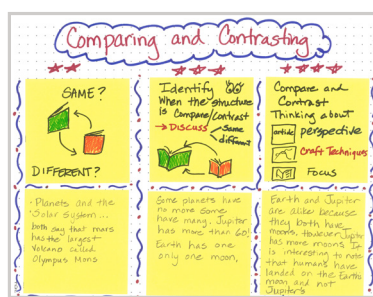 Comparing and Contrasting
SAME?
DIFFERENT?
Identify
When the structure
is Compare/Contrast
→ DISCUSS
same
different
Compare and
Contrast
Thinking about
article perspective
Craft Techniques
Focus
• Planets and the
Solar System...
both say that mars
has the largest
volcano called
Olympus Mons
Some planets have
no more some
have many. Jupiter
has more than 60!
Earth has one
only one moon.
Earth and Jupiter
are alike because
they both have
moons. However Jupiter
has more moons. It
is interesting to note
that humans have
landed on the Earth's
moon and not
Jupiter's